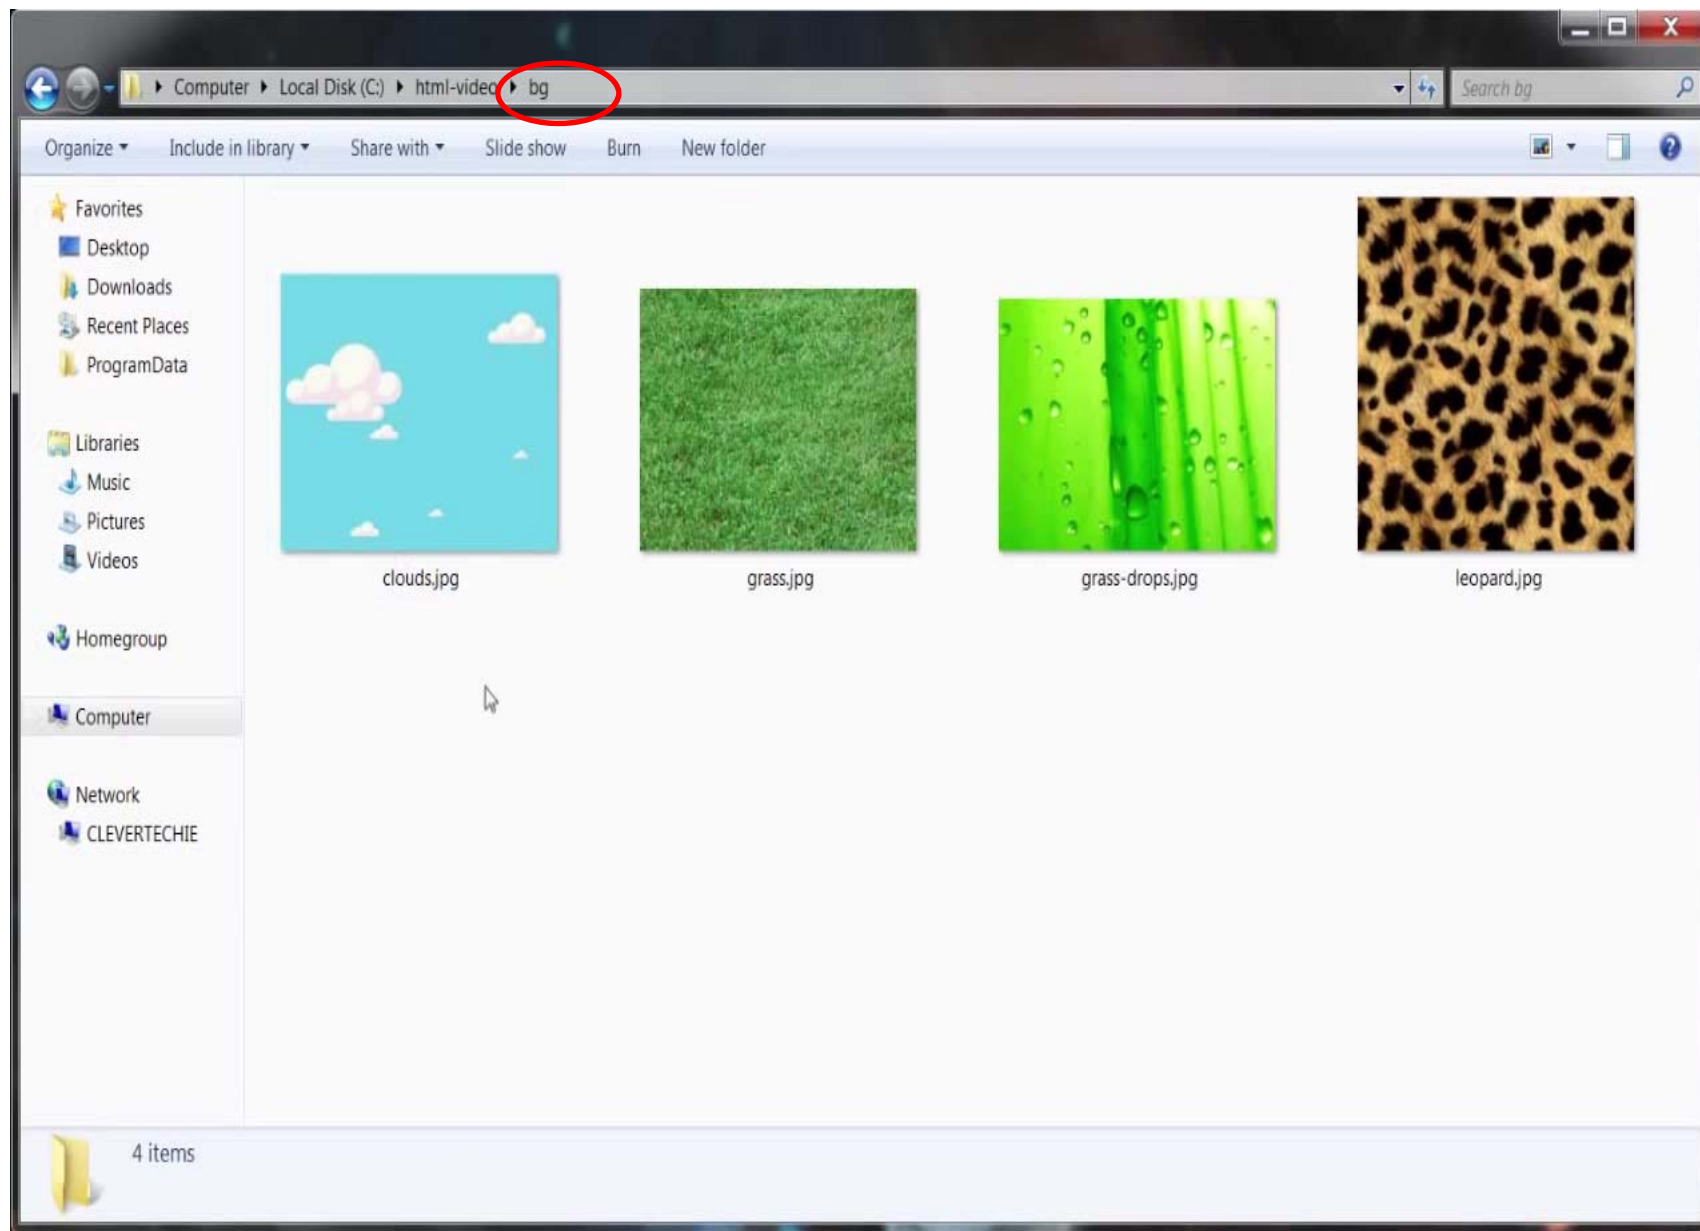 Computer ▸ Local Disk (C:) ▸ html-video ▸ bg
Search bg
Organize Include in library Share with Slide show Burn New folder
Favorites
Desktop
Downloads
Recent Places
ProgramData
Libraries
Music
Pictures
Videos
Homegroup
Computer
Network
CLEVERTECHIE
clouds.jpg
grass.jpg
grass-drops.jpg
leopard.jpg
4 items